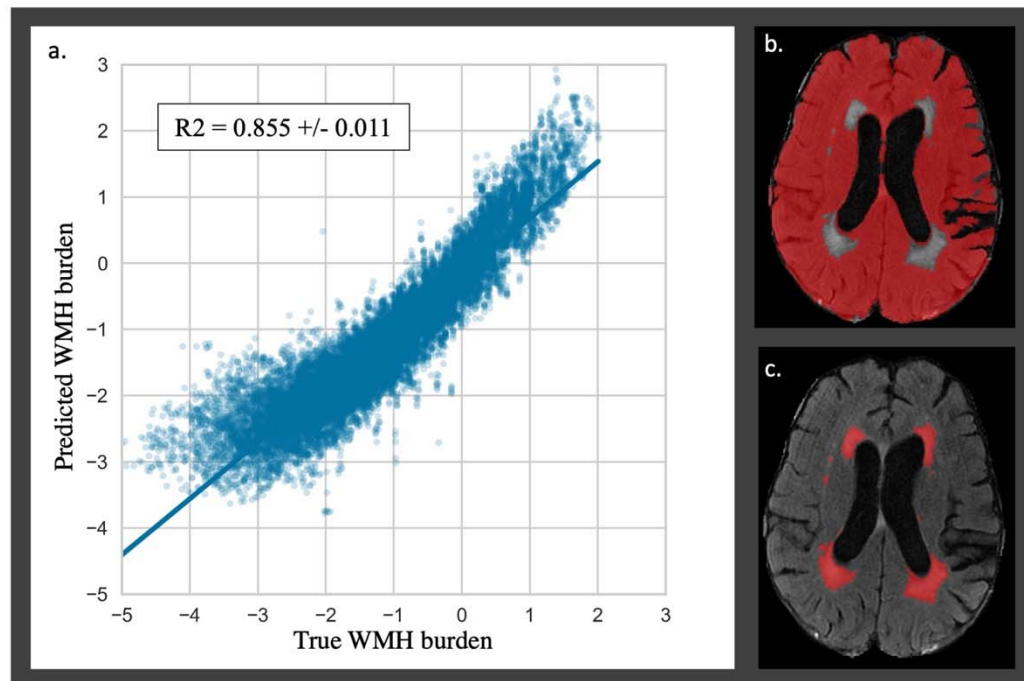 a.
R2 = 0.855 +/- 0.011
3
2
1
0
−1
−2
−3
−4
−5
Predicted WMH burden
−5 −4 −3 −2 −1 0 1 2 3
True WMH burden
b.
c.